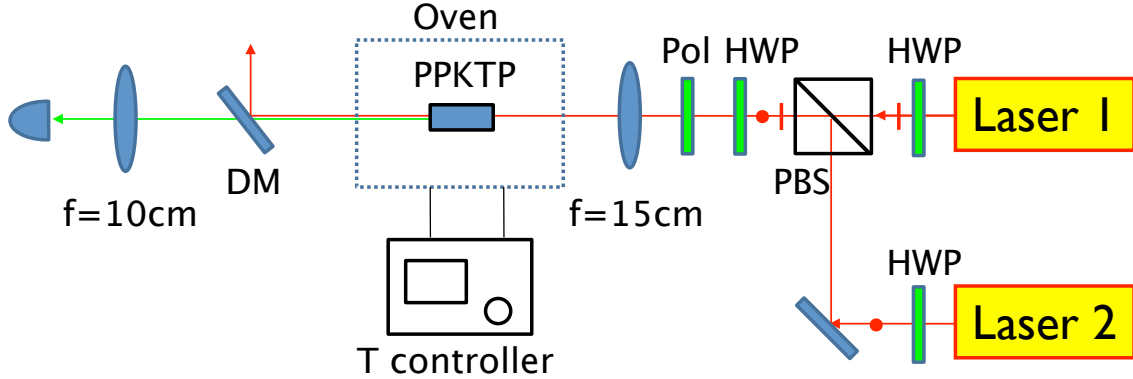 Oven
PPKTP
Pol
HWP
HWP
Laser 1
DM
PBS
f=10cm
f=15cm
HWP
Laser 2
T controller